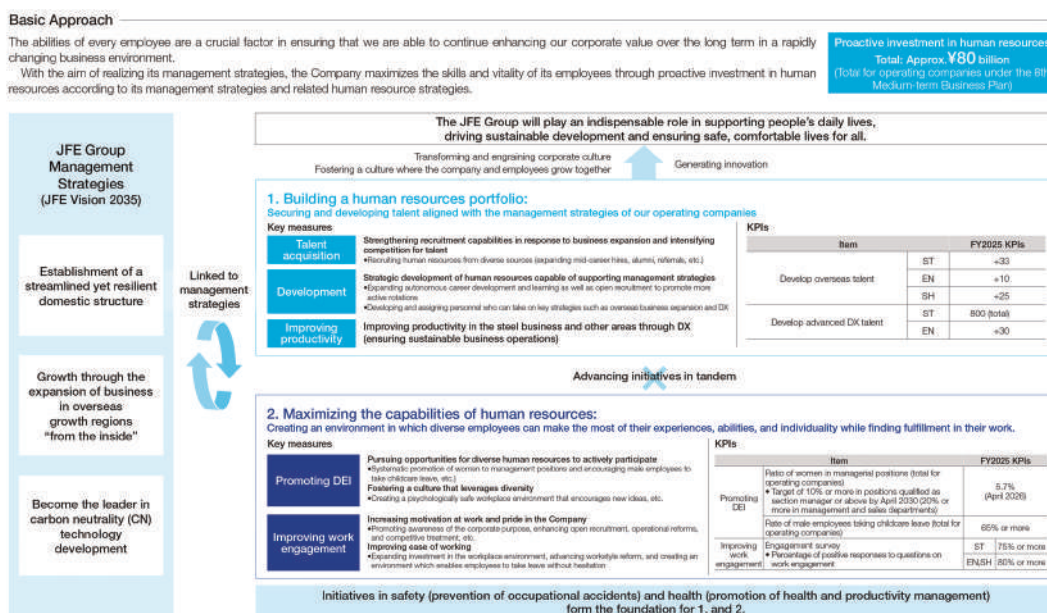 Basic Approach
The abilities of every employee are a crucial factor in ensuring that we are able to continue enhancing our corporate value over the long term in a rapidly
changing business environment.
With the aim of realizing its management strategies, the Company maximizes the skills and vitality of its employees through proactive investment in human
resources according to its management strategies and related human resource strategies.
Proactive investment in human resources
Total: Approx.¥80 billion
(Total for operating companies under the 8th
Medium-term Business Plan)
JFE Group
Management
Strategies
(JFE Vision 2035)
Establishment of a
streamlined yet resilient
domestic structure
Growth through the
expansion of business
in overseas
growth regions
“from the inside”
Become the leader in
carbon neutrality (CN)
technology
development
Linked to
management
strategies
The JFE Group will play an indispensable role in supporting people's daily lives,
driving sustainable development and ensuring safe, comfortable lives for all.
Transforming and engraining corporate culture
Fostering a culture where the company and employees grow together
Generating innovation
1. Building a human resources portfolio:
Securing and developing talent aligned with the management strategies of our operating companies
Key measures
Talent
acquisition
Strengthening recruitment capabilities in response to business expansion and intensifying
competition for talent
•Recruiting human resources from diverse sources (expanding mid-career hires, alumni, referrals, etc.)
Development
Strategic development of human resources capable of supporting management strategies
•Expanding autonomous career development and learning as well as open recruitment to promote more
active rotations
•Developing and assigning personnel who can take on key strategies such as overseas business expansion and DX
Improving
productivity
Improving productivity in the steel business and other areas through DX
(ensuring sustainable business operations)
KPIs
Item FY2025 KPIs
Develop overseas talent
ST +33
EN +10
SH +25
Develop advanced DX talent
ST 800 (total)
EN +30
Advancing initiatives in tandem
2. Maximizing the capabilities of human resources:
Creating an environment in which diverse employees can make the most of their experiences, abilities, and individuality while finding fulfillment in their work.
Key measures
Promoting DEI
Pursuing opportunities for diverse human resources to actively participate
•Systematic promotion of women to management positions and encouraging male employees to
take childcare leave, etc.)
Fostering a culture that leverages diversity
•Creating a psychologically safe workplace environment that encourages new ideas, etc.
Improving work
engagement
Increasing motivation at work and pride in the Company
•Promoting awareness of the corporate purpose, enhancing open recruitment, operational reforms,
and competitive treatment, etc.
Improving ease of working
•Expanding investment in the workplace environment, advancing workstyle reform, and creating an
environment which enables employees to take leave without hesitation
KPIs
Item FY2025 KPIs
Promoting
DEI
Ratio of women in managerial positions (total for
operating companies)
• Target of 10% or more in positions qualified as
section manager or above by April 2030 (20% or
more in management and sales departments)
5.7%
(April 2026)
Rate of male employees taking childcare leave (total for
operating companies)
65% or more
Improving
work
engagement
Engagement survey
• Percentage of positive responses to questions on
work engagement
ST 75% or more
EN,SH 80% or more
Initiatives in safety (prevention of occupational accidents) and health (promotion of health and productivity management)
form the foundation for 1. and 2.